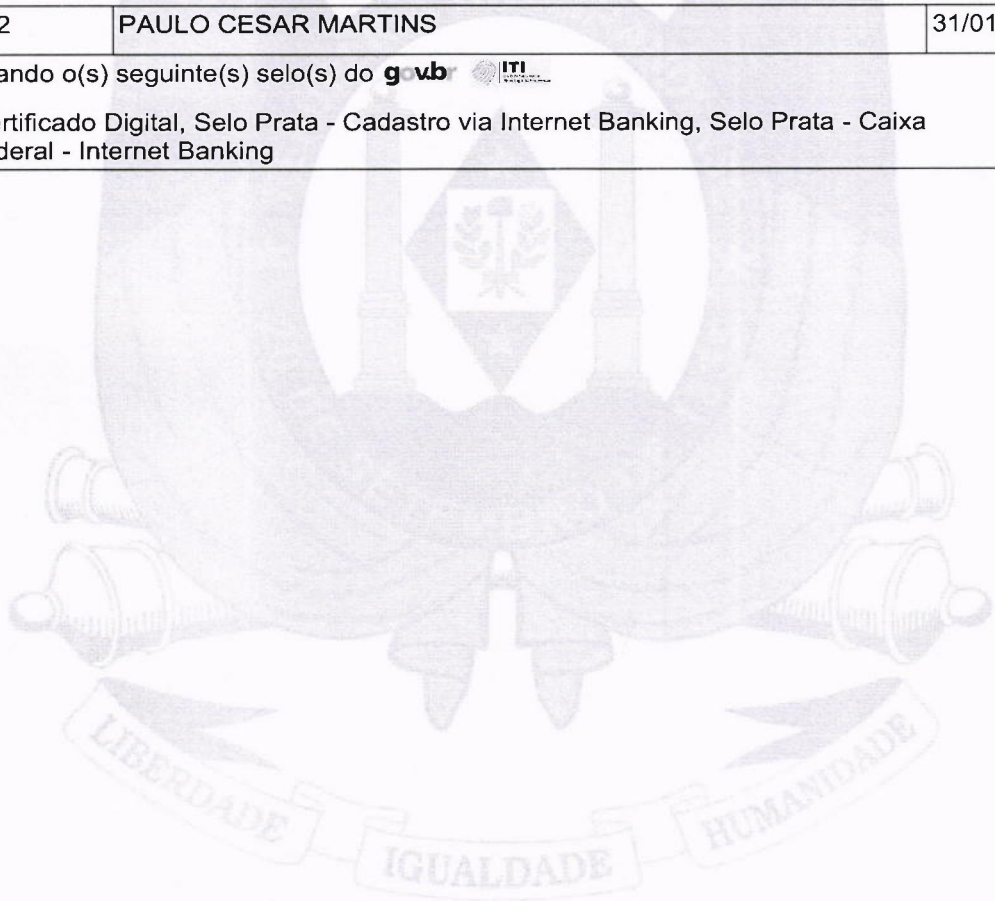 2 PAULO CESAR MARTINS 31/01
ando o(s) seguinte(s) selo(s) do gov.br ITI
ertificado Digital, Selo Prata - Cadastro via Internet Banking, Selo Prata - Caixa
deral - Internet Banking
LIBERDADE IGUALDADE HUMANIDADE